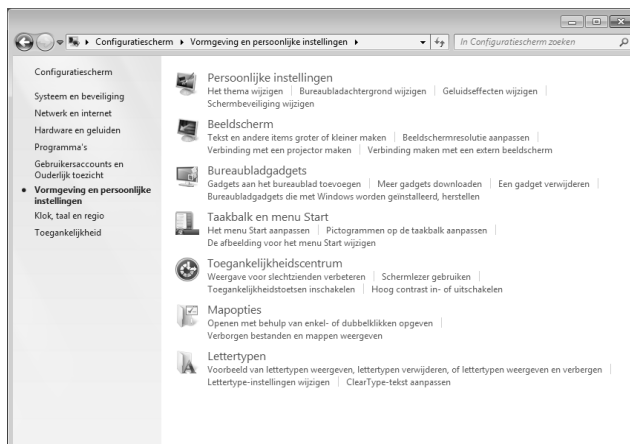 Configuratiescherm ▸ Vormgeving en persoonlijke instellingen ▸
In Configuratiescherm zoeken
Configuratiescherm
Systeem en beveiliging
Netwerk en internet
Hardware en geluiden
Programma's
Gebruikersaccounts en
Ouderlijk toezicht
Vormgeving en persoonlijke
instellingen
Klok, taal en regio
Toegankelijkheid
Persoonlijke instellingen
Het thema wijzigen | Bureaubladachtergrond wijzigen | Geluidseffecten wijzigen |
Schermbeveiliging wijzigen
Beeldscherm
Tekst en andere items groter of kleiner maken | Beeldschermresolutie aanpassen |
Verbinding met een projector maken | Verbinding maken met een extern beeldscherm
Bureaubladgadgets
Gadgets aan het bureaublad toevoegen | Meer gadgets downloaden | Een gadget verwijderen |
Bureaubladgadgets die met Windows worden geïnstalleerd, herstellen
Taakbalk en menu Start
Het menu Start aanpassen | Pictogrammen op de taakbalk aanpassen |
De afbeelding voor het menu Start wijzigen
Toegankelijkheidscentrum
Weergave voor slechtzienden verbeteren | Schermlezer gebruiken |
Toegankelijkheidstoetsen inschakelen | Hoog contrast in- of uitschakelen
Mapopties
Openen met behulp van enkel- of dubbelklikken opgeven |
Verborgen bestanden en mappen weergeven
Lettertypen
Voorbeeld van lettertypen weergeven, lettertypen verwijderen, of lettertypen weergeven en verbergen |
Lettertype-instellingen wijzigen | ClearType-tekst aanpassen